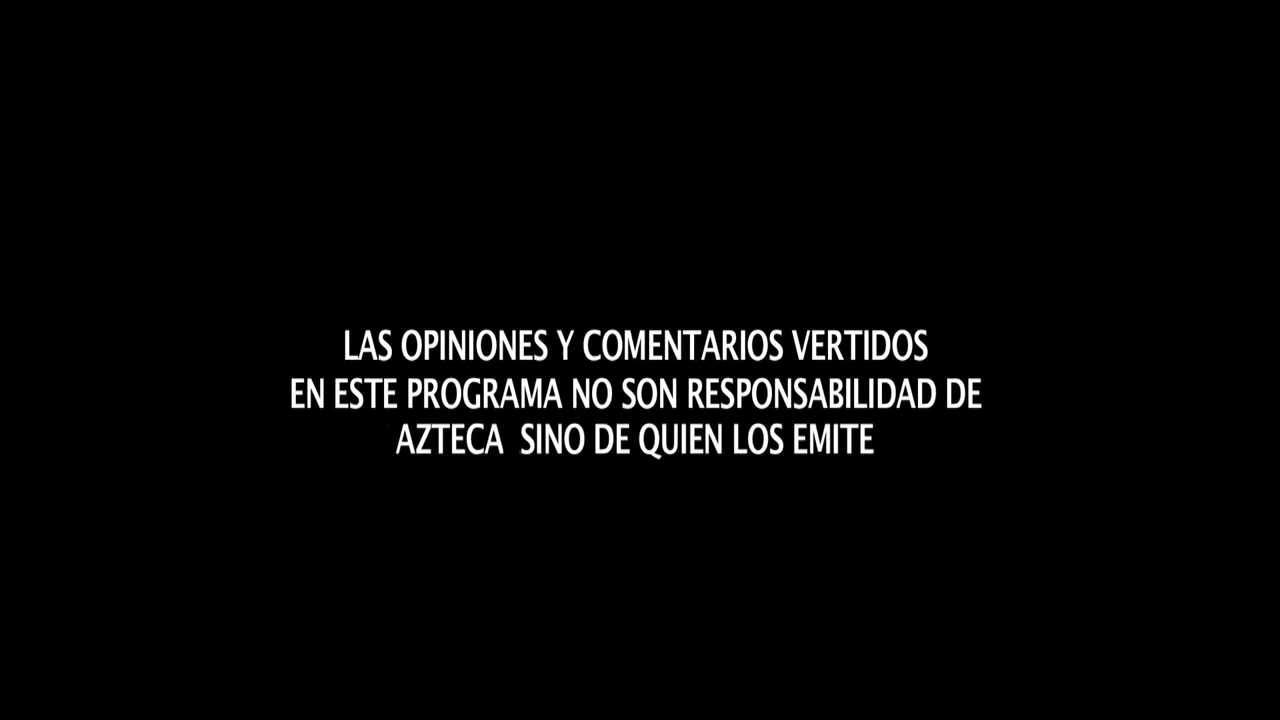 LAS OPINIONES Y COMENTARIOS VERTIDOS
EN ESTE PROGRAMA NO SON RESPONSABILIDAD DE
AZTECA SINO DE QUIEN LOS EMITE